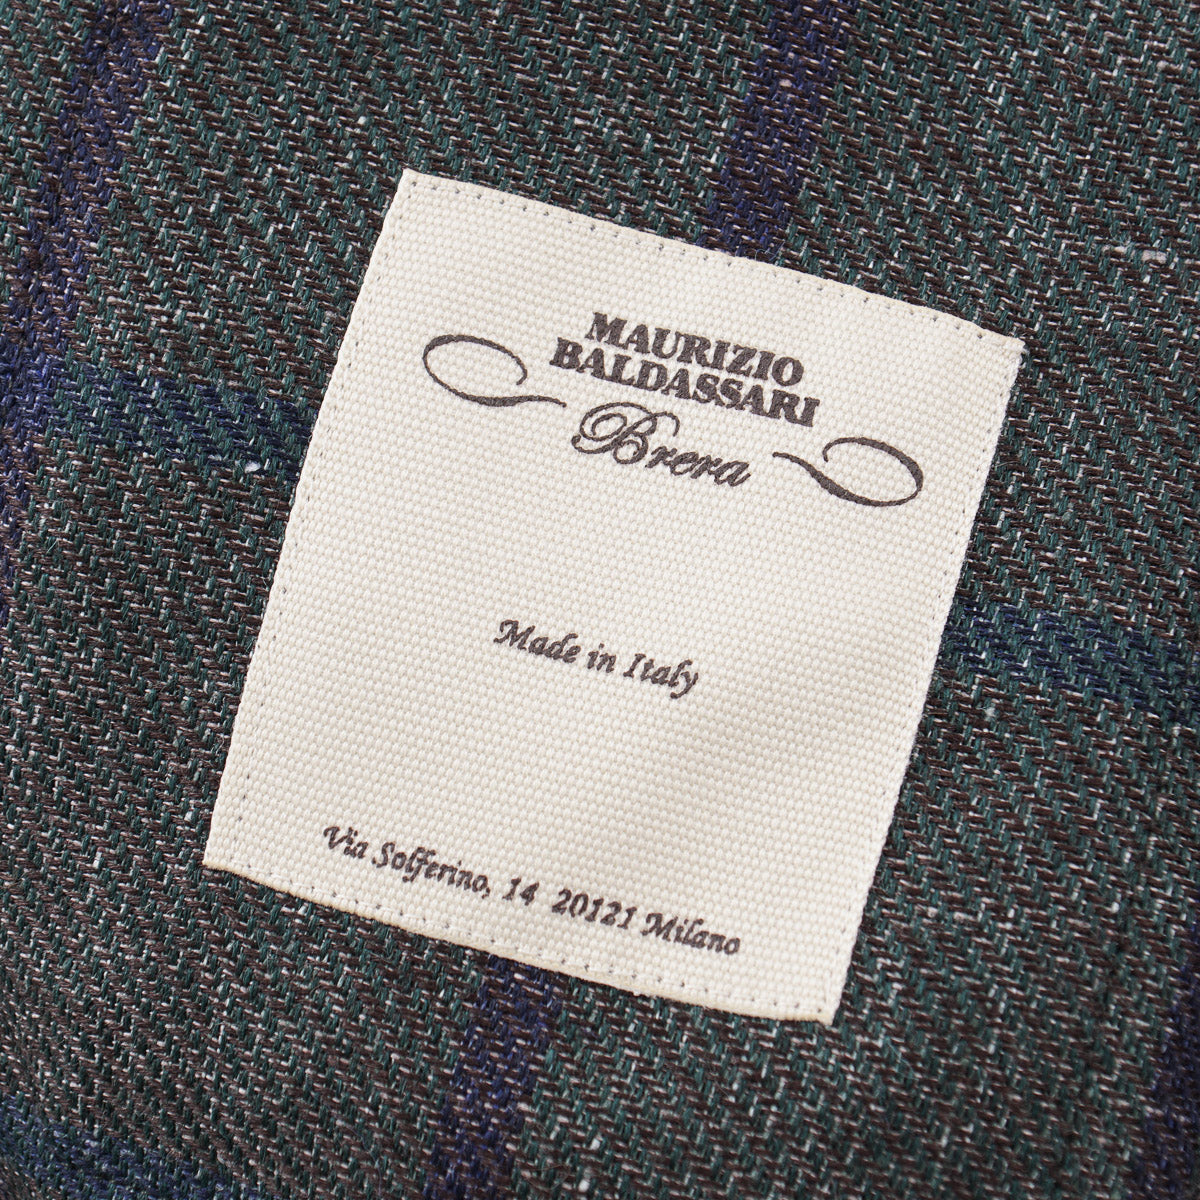 MAURIZIO
BALDASSARI
Brera
Made in Italy
Via Solferino, 14 20121 Milano